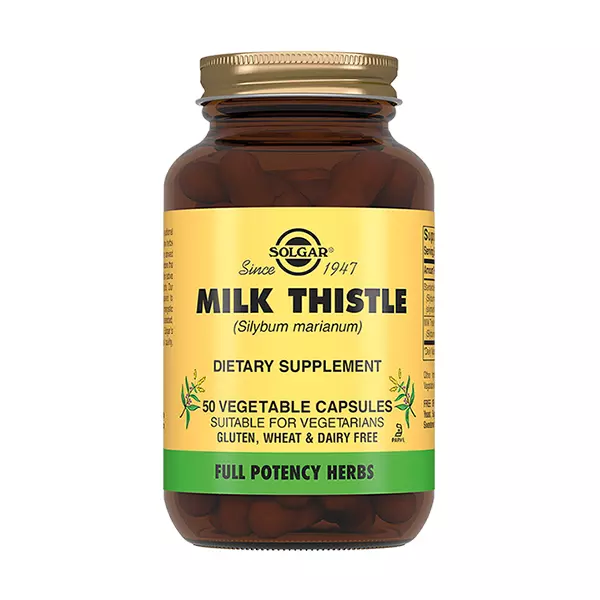 SOLGAR®
Since 1947
MILK THISTLE
(Silybum marianum)
DIETARY SUPPLEMENT
50 VEGETABLE CAPSULES
SUITABLE FOR VEGETARIANS
GLUTEN, WHEAT & DAIRY FREE
FULL POTENCY HERBS